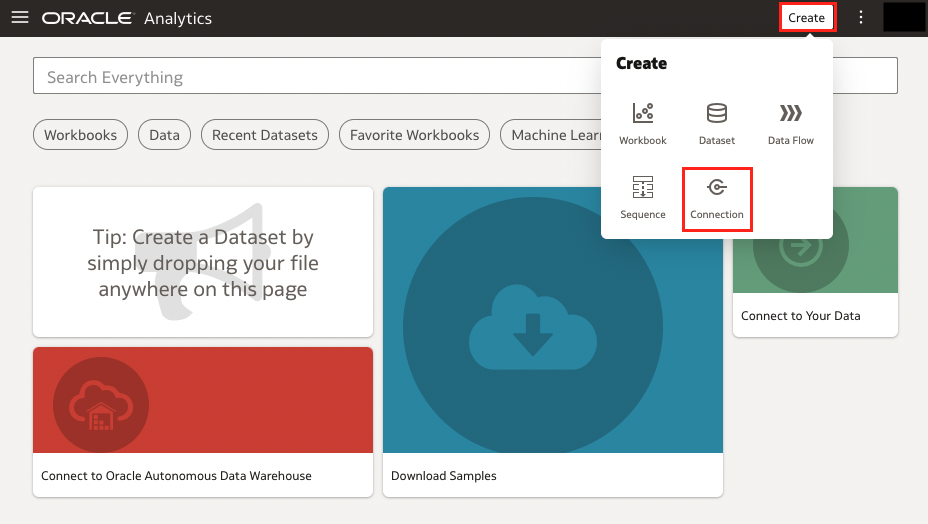 ORACLE Analytics
Create
Search Everything
Create
Workbook Dataset Data Flow
Sequence Connection
Workbooks Data Recent Datasets Favorite Workbooks Machine
Tip: Create a Dataset by
simply dropping your file
anywhere on this page
Connect to Your Data
Connect to Oracle Autonomous Data Warehouse
Download Samples